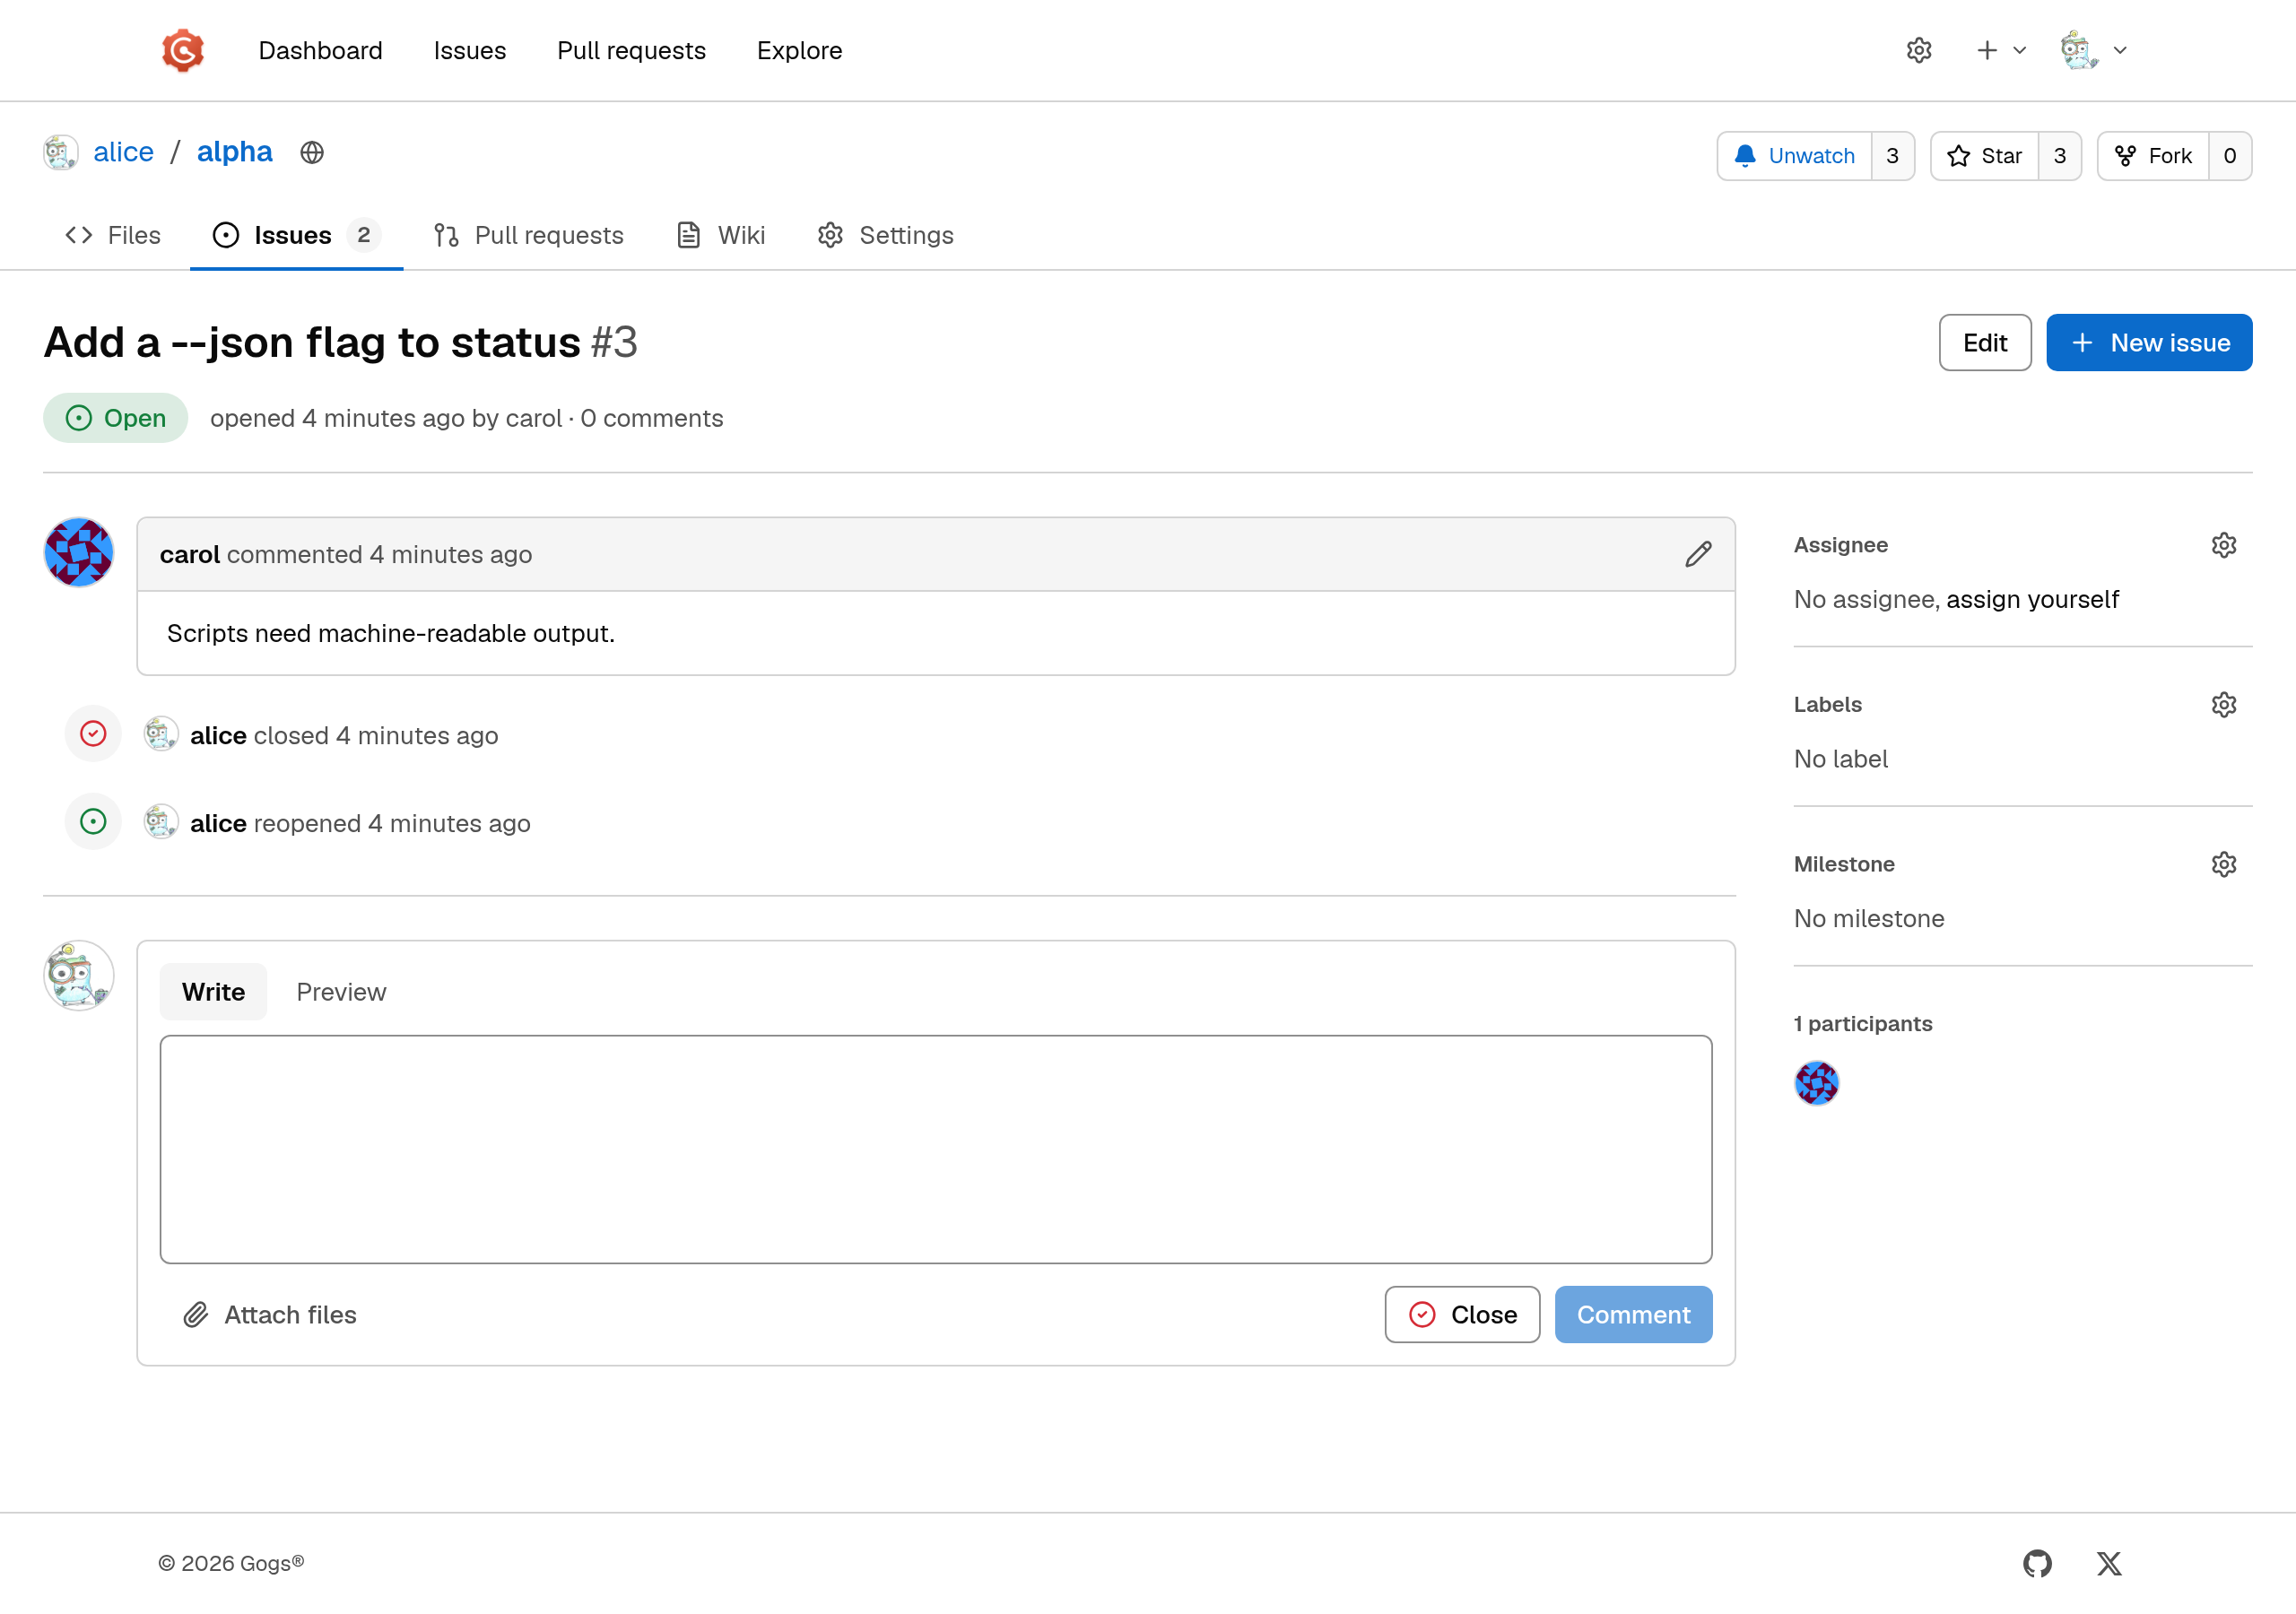 Dashboard Issues Pull requests Explore
alice / alpha
Unwatch 3 Star 3 Fork 0
Files Issues 2 Pull requests Wiki Settings
Add a --json flag to status #3
Edit New issue
Open opened 4 minutes ago by carol · 0 comments
carol commented 4 minutes ago
Scripts need machine-readable output.
alice closed 4 minutes ago
alice reopened 4 minutes ago
Write Preview
Attach files
Close Comment
Assignee
No assignee, assign yourself
Labels
No label
Milestone
No milestone
1 participants
© 2026 Gogs®